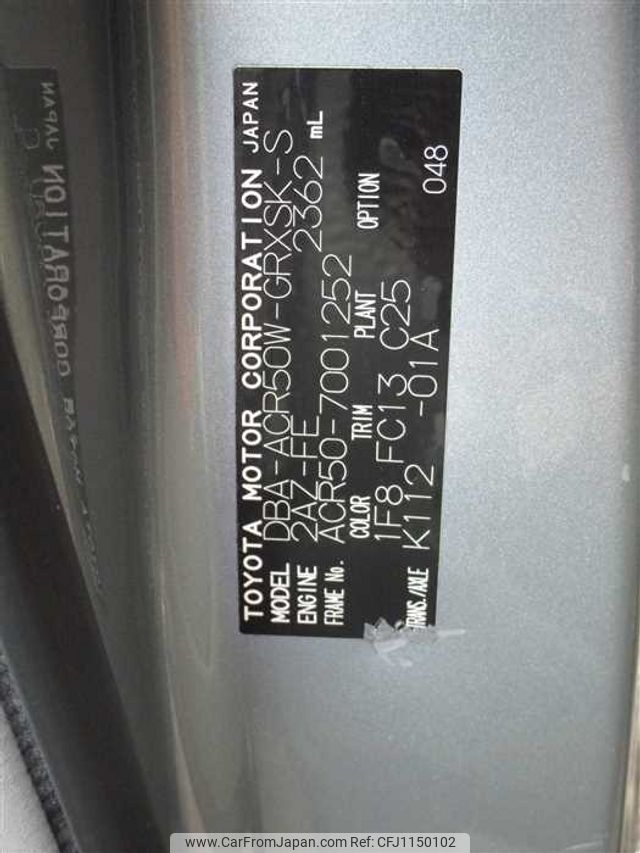 TOYOTA MOTOR CORPORATION JAPAN
MODEL DBA-ACR50W-GRXSK-S
ENGINE 2AZ-FE 2362 mL
FRAME No. ACR50-7001252
COLOR TRIM PLANT OPTION
1F8 FC13 C25
TRANS./AXLE K112 -01A 048
www.CarFromJapan.com Ref:CFJ1150102